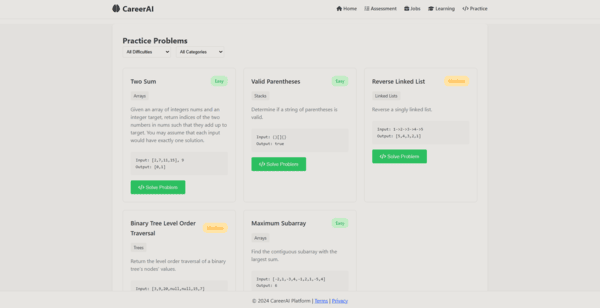 CareerAI
Home Assessment Jobs Learning Practice
Practice Problems
All Difficulties All Categories
Two Sum Easy
Arrays
Given an array of integers nums and an
integer target, return indices of the two
numbers in nums such that they add up to
target. You may assume that each input
would have exactly one solution.
Input: [2,7,11,15], 9
Output: [0,1]
</> Solve Problem
Valid Parentheses Easy
Stacks
Determine if a string of parentheses is
valid.
Output: true
</> Solve Problem
Reverse Linked List Medium
Linked Lists
Reverse a singly linked list.
Input: 1->2->3->4->5
Output: [5,4,3,2,1]
</> Solve Problem
Binary Tree Level Order
Traversal Medium
Trees
Return the level order traversal of a binary
tree's nodes' values.
Input: [3,9,20,null,null,15,7]
Maximum Subarray Easy
Arrays
Find the contiguous subarray with the
largest sum.
Input: [-2,1,-3,4,-1,2,1,-5,4]
Output: 6
© 2024 CareerAI Platform | Terms | Privacy